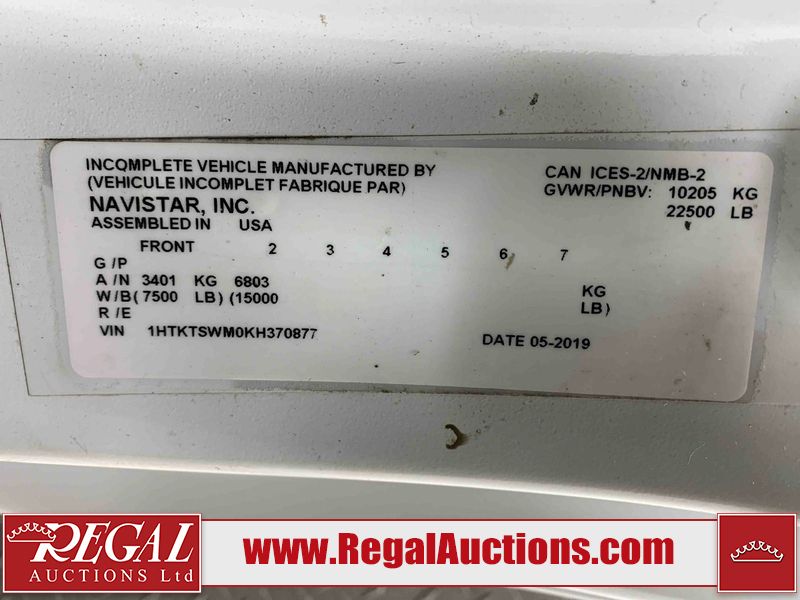 INCOMPLETE VEHICLE MANUFACTURED BY
(VEHICULE INCOMPLET FABRIQUE PAR)
NAVISTAR, INC.
ASSEMBLED IN USA
CAN ICES-2/NMB-2
GVWR/PNBV: 10205 KG
22500 LB
FRONT 2 3 4 5 6 7
G /P
A /N 3401 KG 6803 KG
W/B( 7500 LB) (15000 LB)
R /E
VIN 1HTKTSWM0KH370877
DATE 05-2019
REGAL
AUCTIONS Ltd
www.RegalAuctions.com